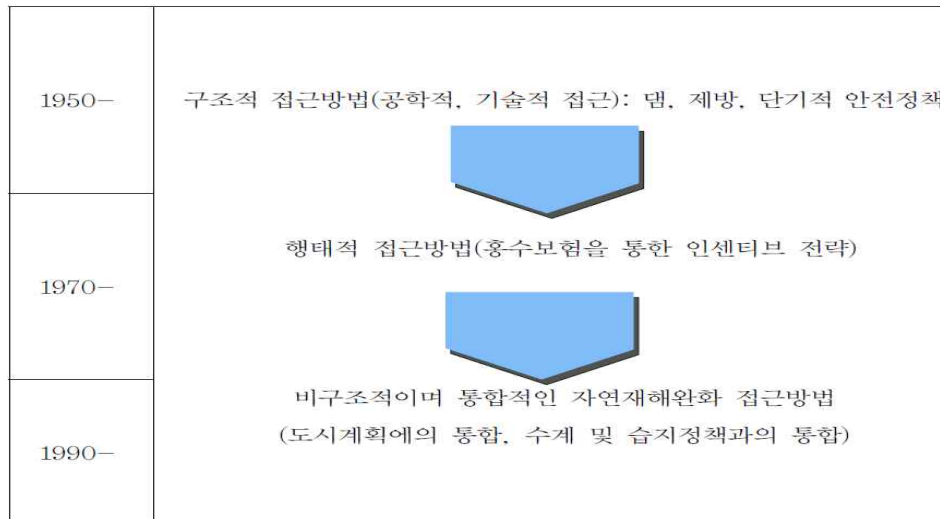 1950−
구조적 접근방법(공학적, 기술적 접근): 댐, 제방, 단기적 안전정책
행태적 접근방법(홍수보험을 통한 인센티브 전략)
1970−
비구조적이며 통합적인 자연재해완화 접근방법
(도시계획에의 통합, 수계 및 습지정책과의 통합)
1990−